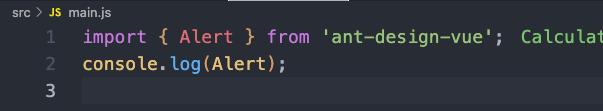 src > JS main.js
1 import { Alert } from 'ant-design-vue'; Calculat
2 console.log(Alert);
3